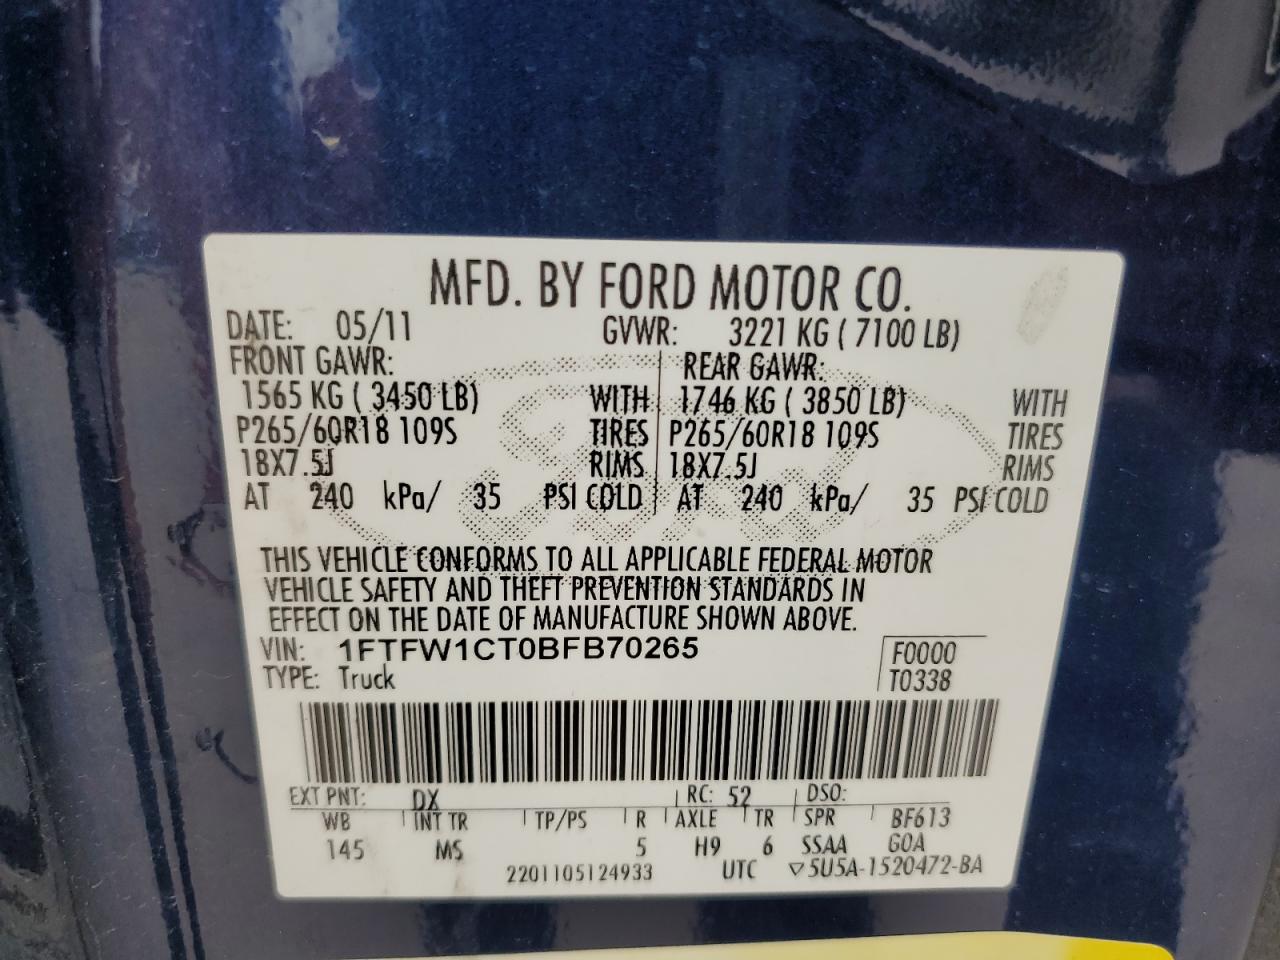 MFD. BY FORD MOTOR CO.
DATE: 05/11 GVWR: 3221 KG ( 7100 LB)
FRONT GAWR: REAR GAWR:
1565 KG ( 3450 LB) WITH 1746 KG ( 3850 LB) WITH
P265/60R18 109S TIRES P265/60R18 109S TIRES
18X7.5J RIMS 18X7.5J RIMS
AT 240 kPa/ 35 PSI COLD AT 240 kPa/ 35 PSI COLD
THIS VEHICLE CONFORMS TO ALL APPLICABLE FEDERAL MOTOR
VEHICLE SAFETY AND THEFT PREVENTION STANDARDS IN
EFFECT ON THE DATE OF MANUFACTURE SHOWN ABOVE.
VIN: 1FTFW1CT0BFB70265 F0000
TYPE: Truck T0338
EXT PNT: DX RC: 52 DSO:
WB INT TR TP/PS R AXLE TR SPR BF613
145 MS 5 H9 6 SSAA GOA
2201105124933 UTC ▽5U5A-1520472-BA